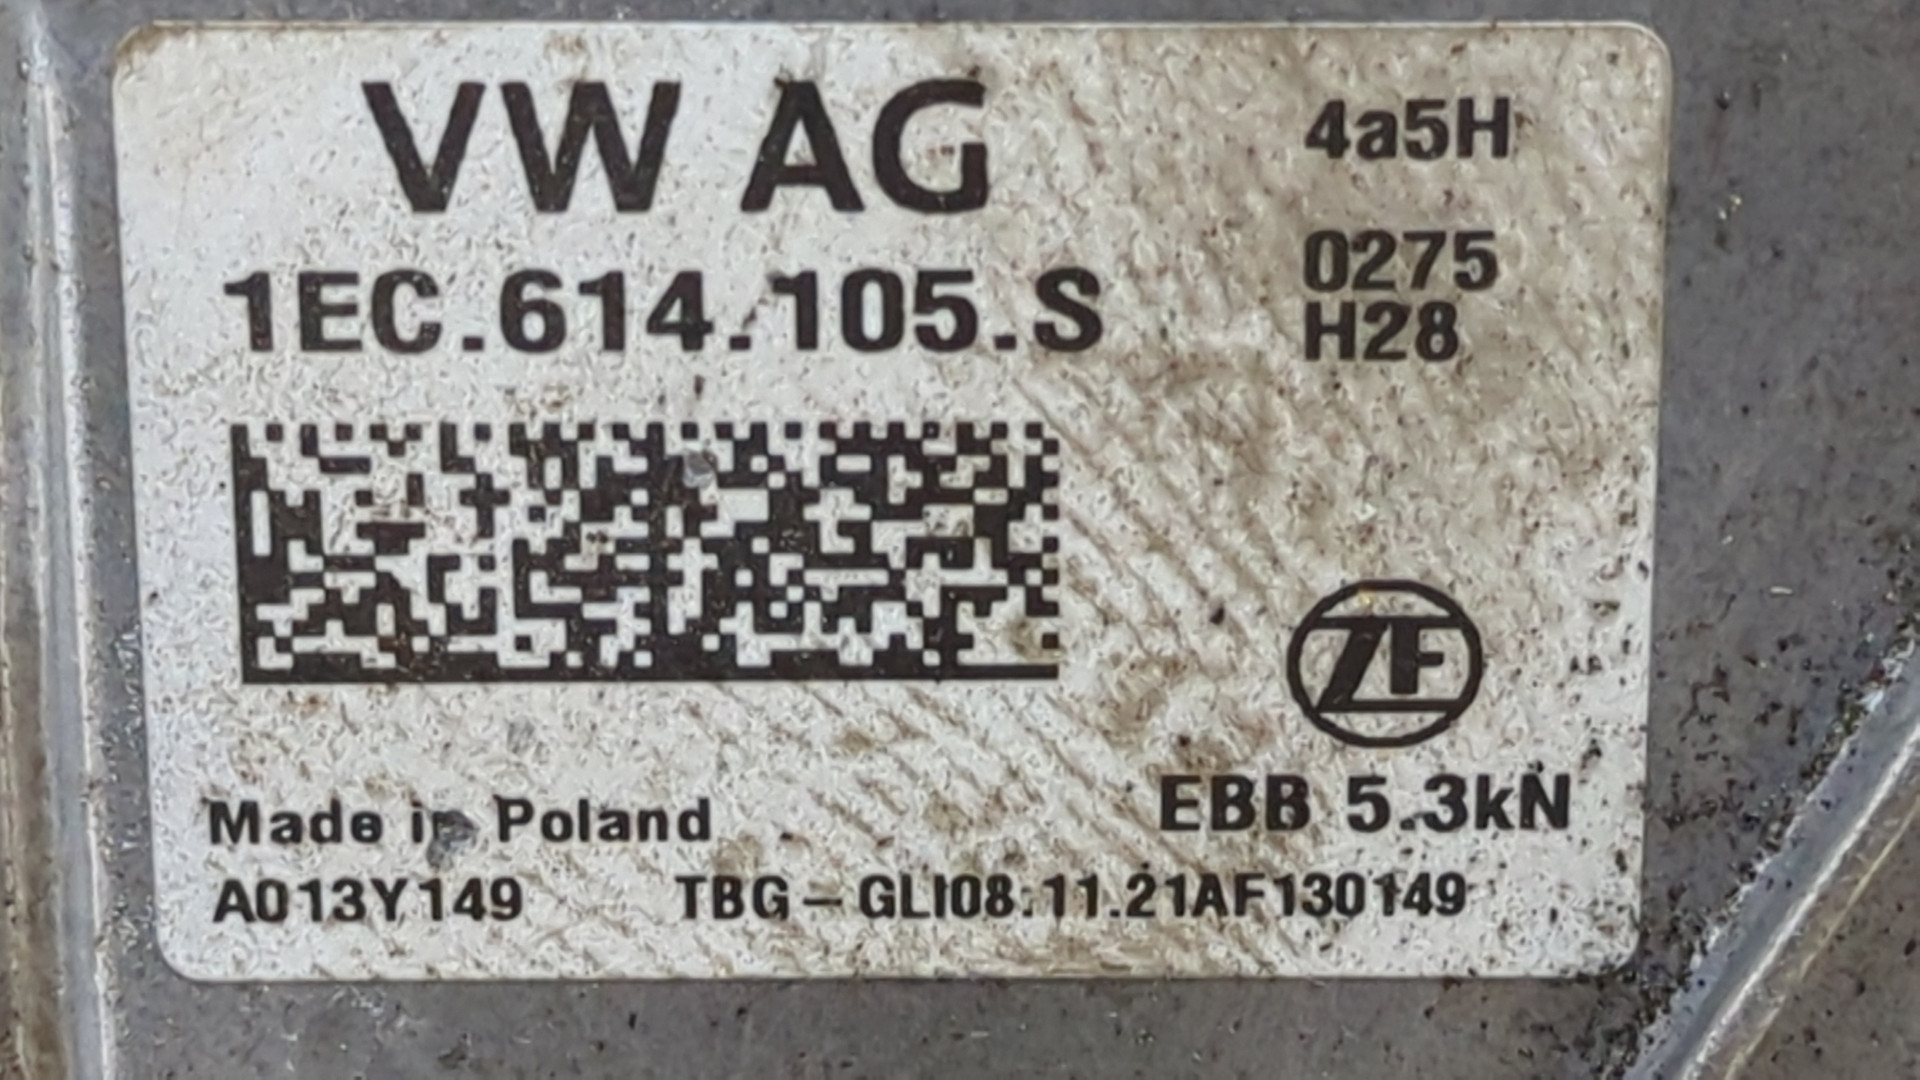 VW AG
4a5H
1EC.614.105.S
0275
H28
ZF
EBB 5.3kN
Made in Poland
A013Y149
TBG-GLI08.11.21AF130149